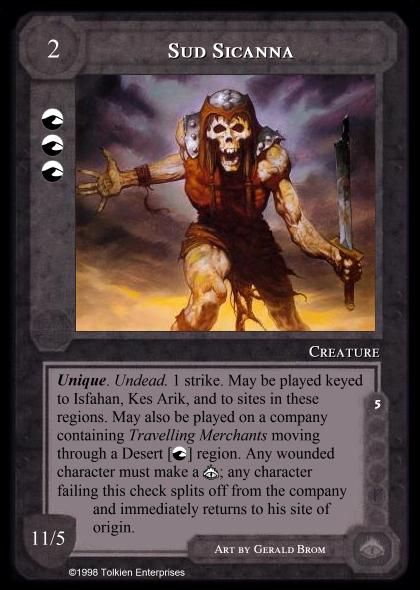 2
SUD SICANNA
CREATURE
Unique. Undead. 1 strike. May be played keyed
to Isfahan, Kes Arik, and to sites in these
regions. May also be played on a company
containing Travelling Merchants moving
through a Desert [ ] region. Any wounded
character must make a ; any character
failing this check splits off from the company
and immediately returns to his site of
origin.
5
11/5
ART BY GERALD BROM
©1998 Tolkien Enterprises